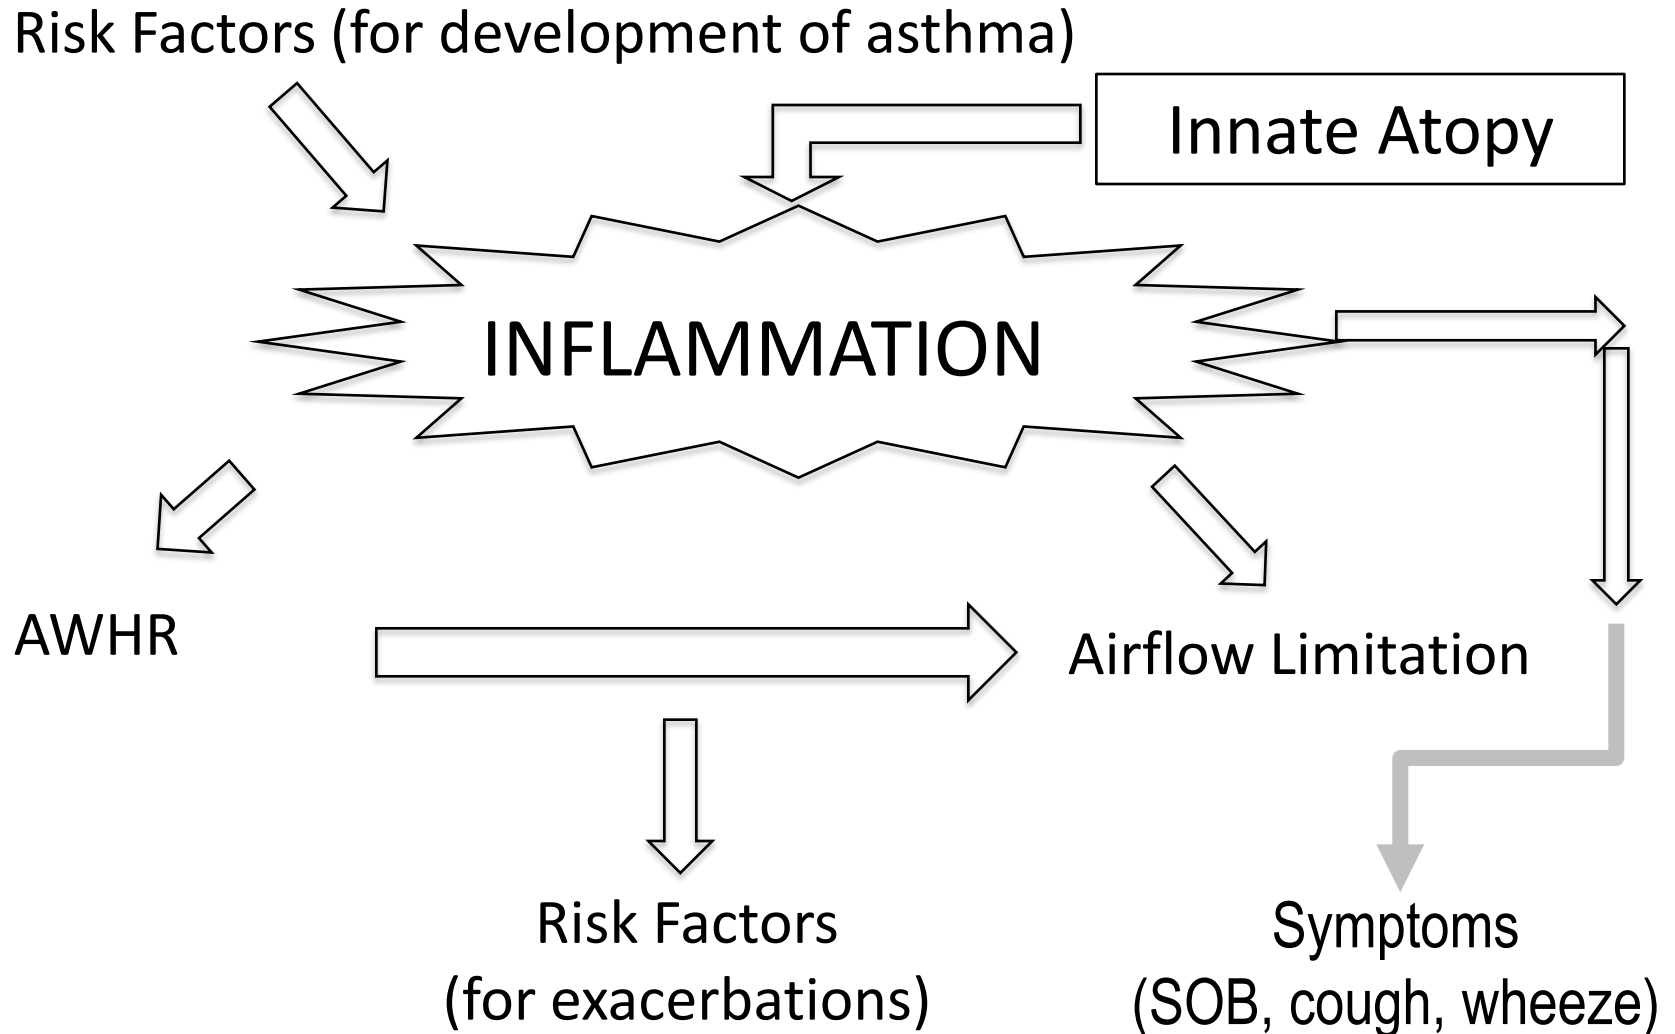 Risk Factors (for development of asthma)
Innate Atopy
INFLAMMATION
AWHR
Airflow Limitation
Risk Factors
(for exacerbations)
Symptoms
(SOB, cough, wheeze)